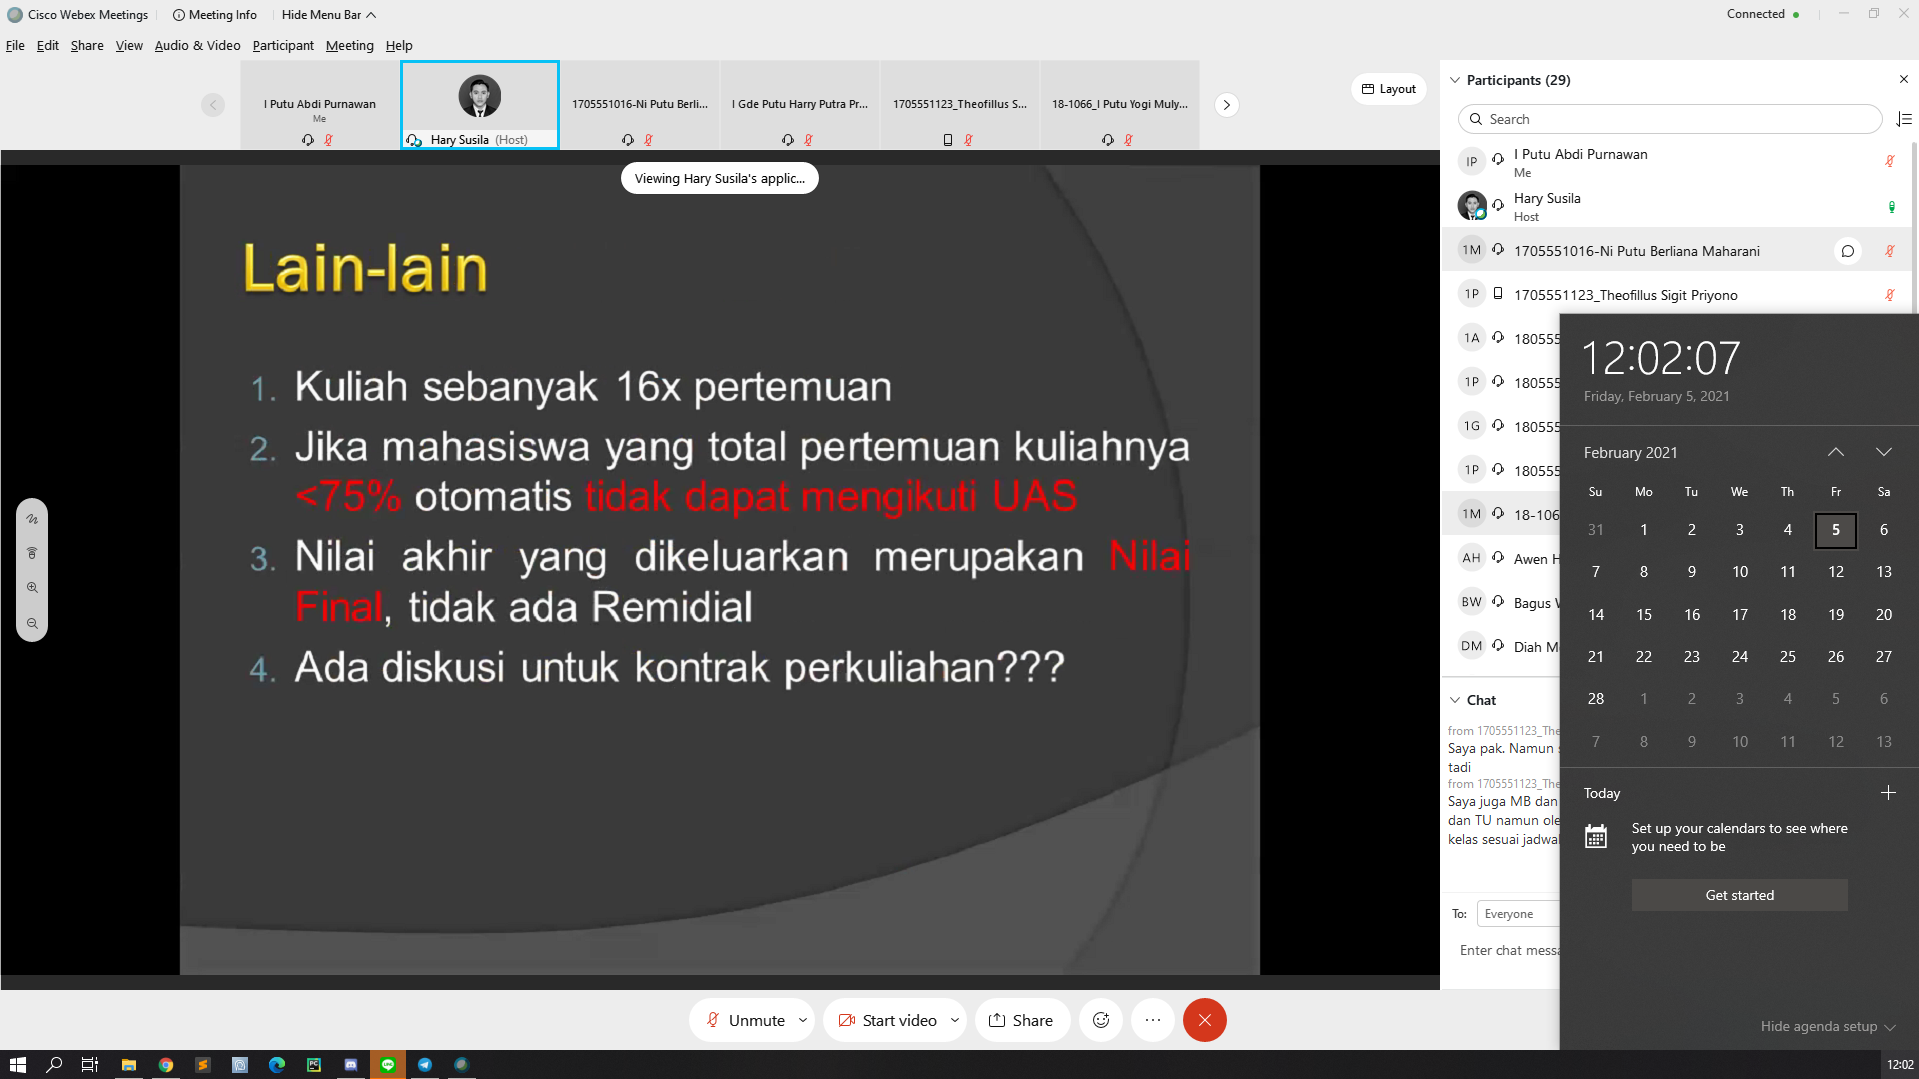 Cisco Webex Meetings
Meeting Info
Hide Menu Bar
Connected
File Edit Share View Audio & Video Participant Meeting Help
I Putu Abdi Purnawan
Me
Hary Susila (Host)
1705551016-Ni Putu Berli...
I Gde Putu Harry Putra Pr...
1705551123_Theofillus S...
18-1066_I Putu Yogi Muly...
Layout
Viewing Hary Susila's applic...
Lain-lain
1. Kuliah sebanyak 16x pertemuan
2. Jika mahasiswa yang total pertemuan kuliahnya
<75% otomatis tidak dapat mengikuti UAS
3. Nilai akhir yang dikeluarkan merupakan Nilai
Final, tidak ada Remidial
4. Ada diskusi untuk kontrak perkuliahan???
Participants (29)
Search
IP I Putu Abdi Purnawan
Me
Hary Susila
Host
1M 1705551016-Ni Putu Berliana Maharani
1P 1705551123_Theofillus Sigit Priyono
1A 180555
1P 180555
1G 180555
1P 180555
1M 18-106
AH Awen H
BW Bagus
DM Diah M
Chat
from 1705551123_The
Saya pak. Namun s
tadi
from 1705551123_The
Saya juga MB dan
dan TU namun ole
kelas sesuai jadwal
To: Everyone
Enter chat messa
12:02:07
Friday, February 5, 2021
February 2021
Su Mo Tu We Th Fr Sa
31 1 2 3 4 5 6
7 8 9 10 11 12 13
14 15 16 17 18 19 20
21 22 23 24 25 26 27
28 1 2 3 4 5 6
7 8 9 10 11 12 13
Today
Set up your calendars to see where
you need to be
Get started
Hide agenda setup
Unmute
Start video
Share
12:02